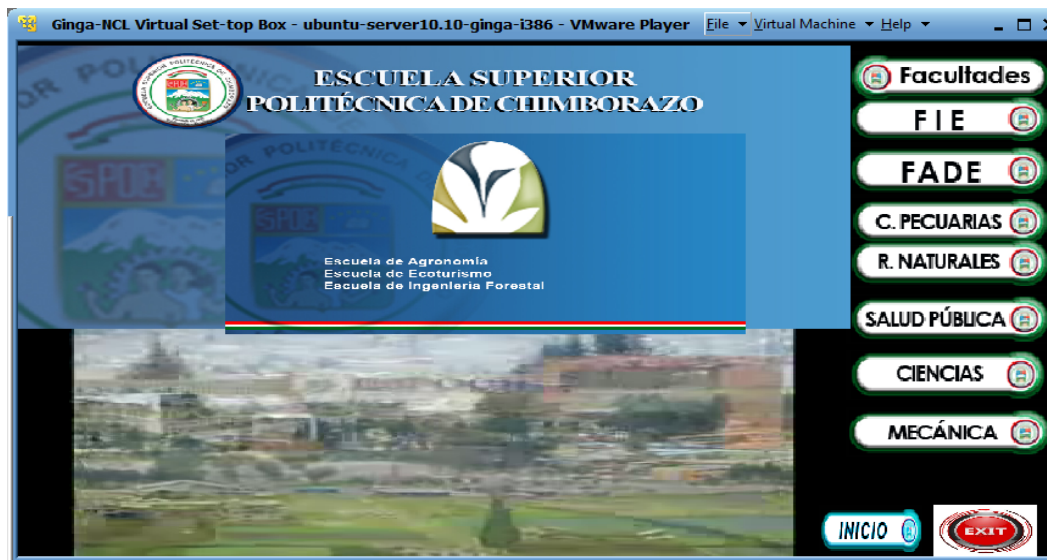 Ginga-NCL Virtual Set-top Box - ubuntu-server10.10-ginga-i386 - VMware Player File Virtual Machine Help
ESCUELA SUPERIOR
POLITÉCNICA DE CHIMBORAZO
Escuela de Agronomía
Escuela de Ecoturismo
Escuela de Ingenieria Forestal
Facultades
FIE
FADE
C. PECUARIAS
R. NATURALES
SALUD PÚBLICA
CIENCIAS
MECÁNICA
INICIO
EXIT